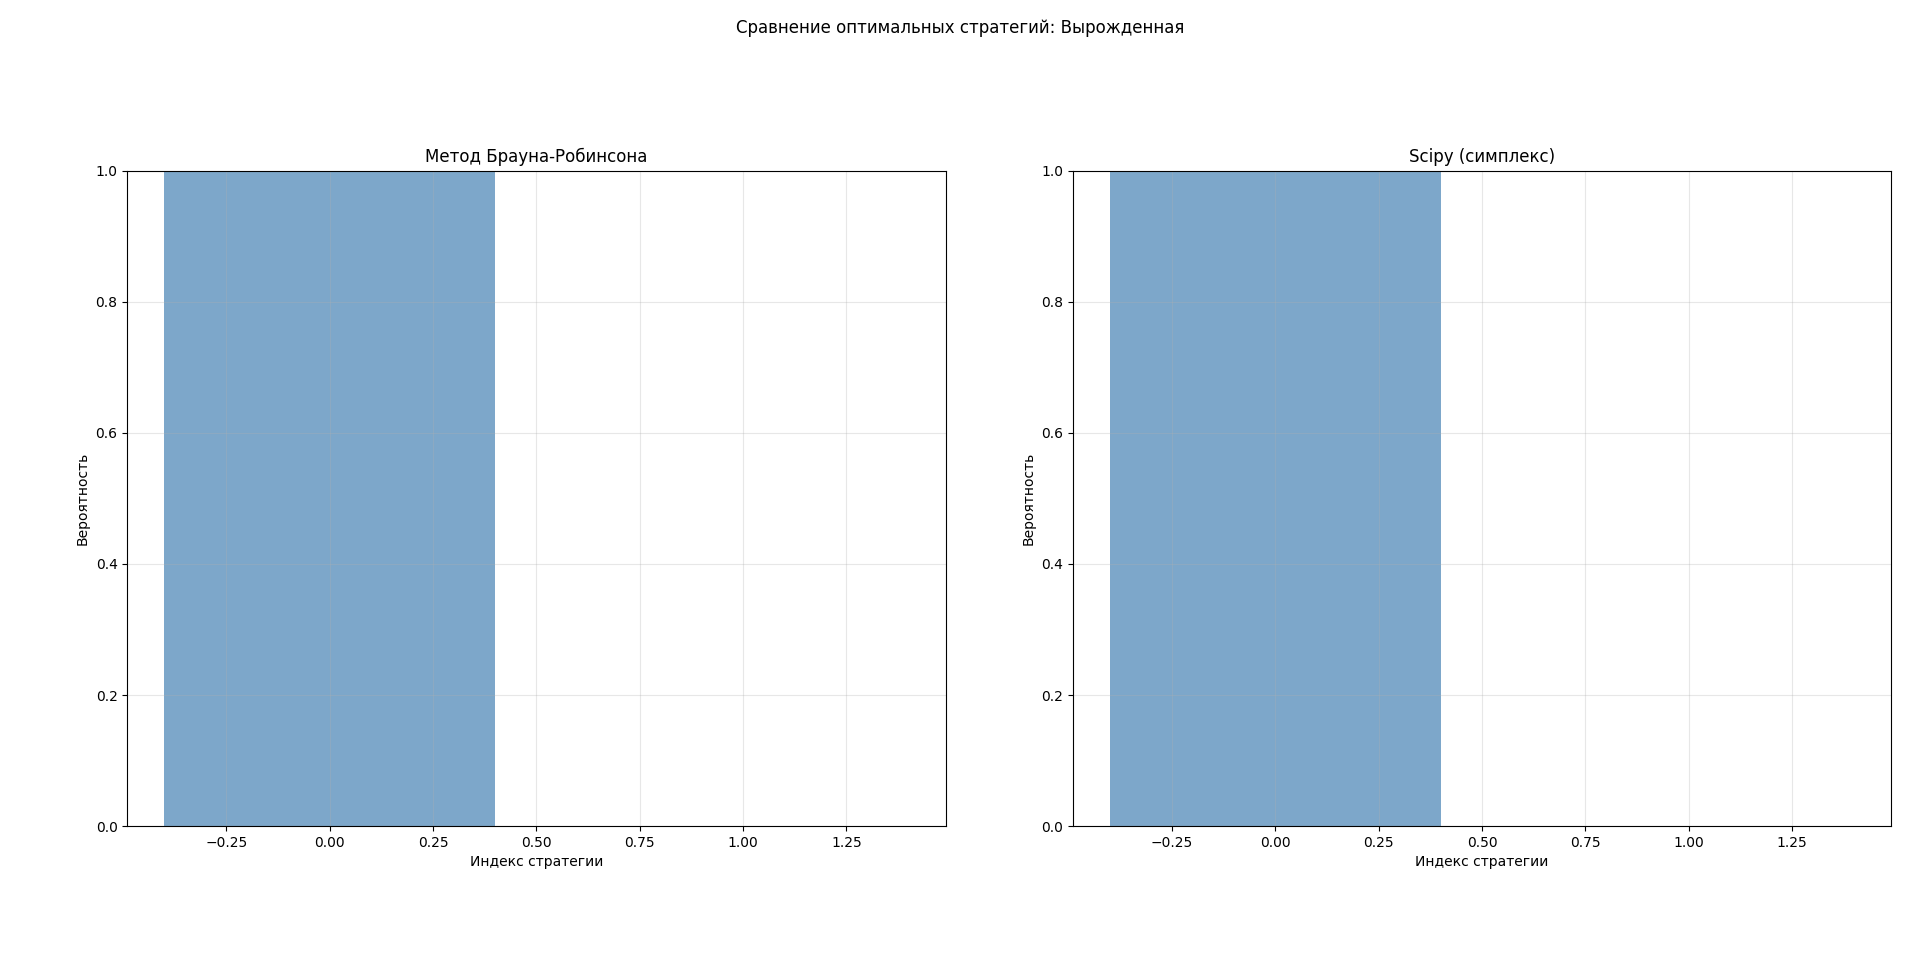 Сравнение оптимальных стратегий: Вырожденная
Метод Брауна-Робинсона
1.0
0.8
0.6
0.4
0.2
0.0
Вероятность
−0.25 0.00 0.25 0.50 0.75 1.00 1.25
Индекс стратегии
Scipy (симплекс)
1.0
0.8
0.6
0.4
0.2
0.0
Вероятность
−0.25 0.00 0.25 0.50 0.75 1.00 1.25
Индекс стратегии